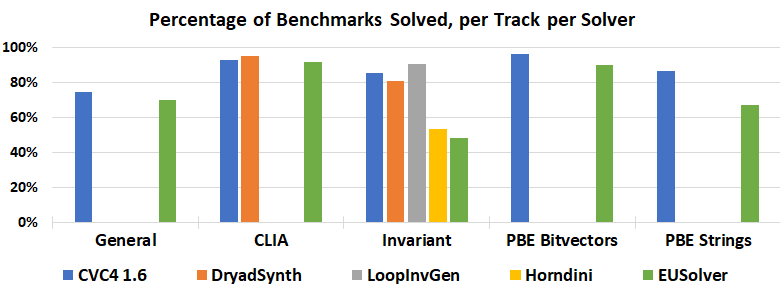 Percentage of Benchmarks Solved, per Track per Solver
100%
80%
60%
40%
20%
0%
General CLIA Invariant PBE Bitvectors PBE Strings
CVC4 1.6 DryadSynth LoopInvGen Horndini EUSolver